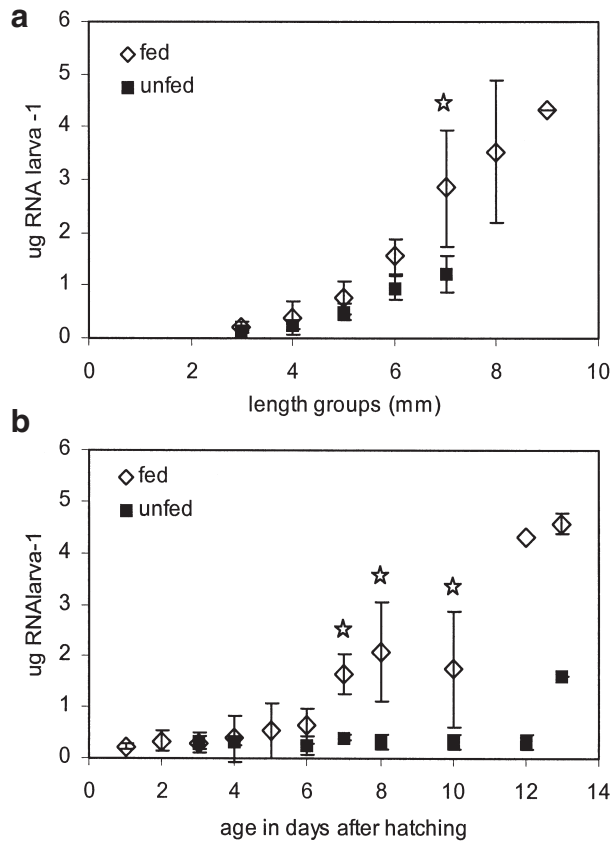 a
6
5
4
3
2
1
0
ug RNA larva -1
fed
unfed
0 2 4 6 8 10
length groups (mm)
b
6
5
4
3
2
1
0
ug RNAlarva-1
fed
unfed
0 2 4 6 8 10 12 14
age in days after hatching